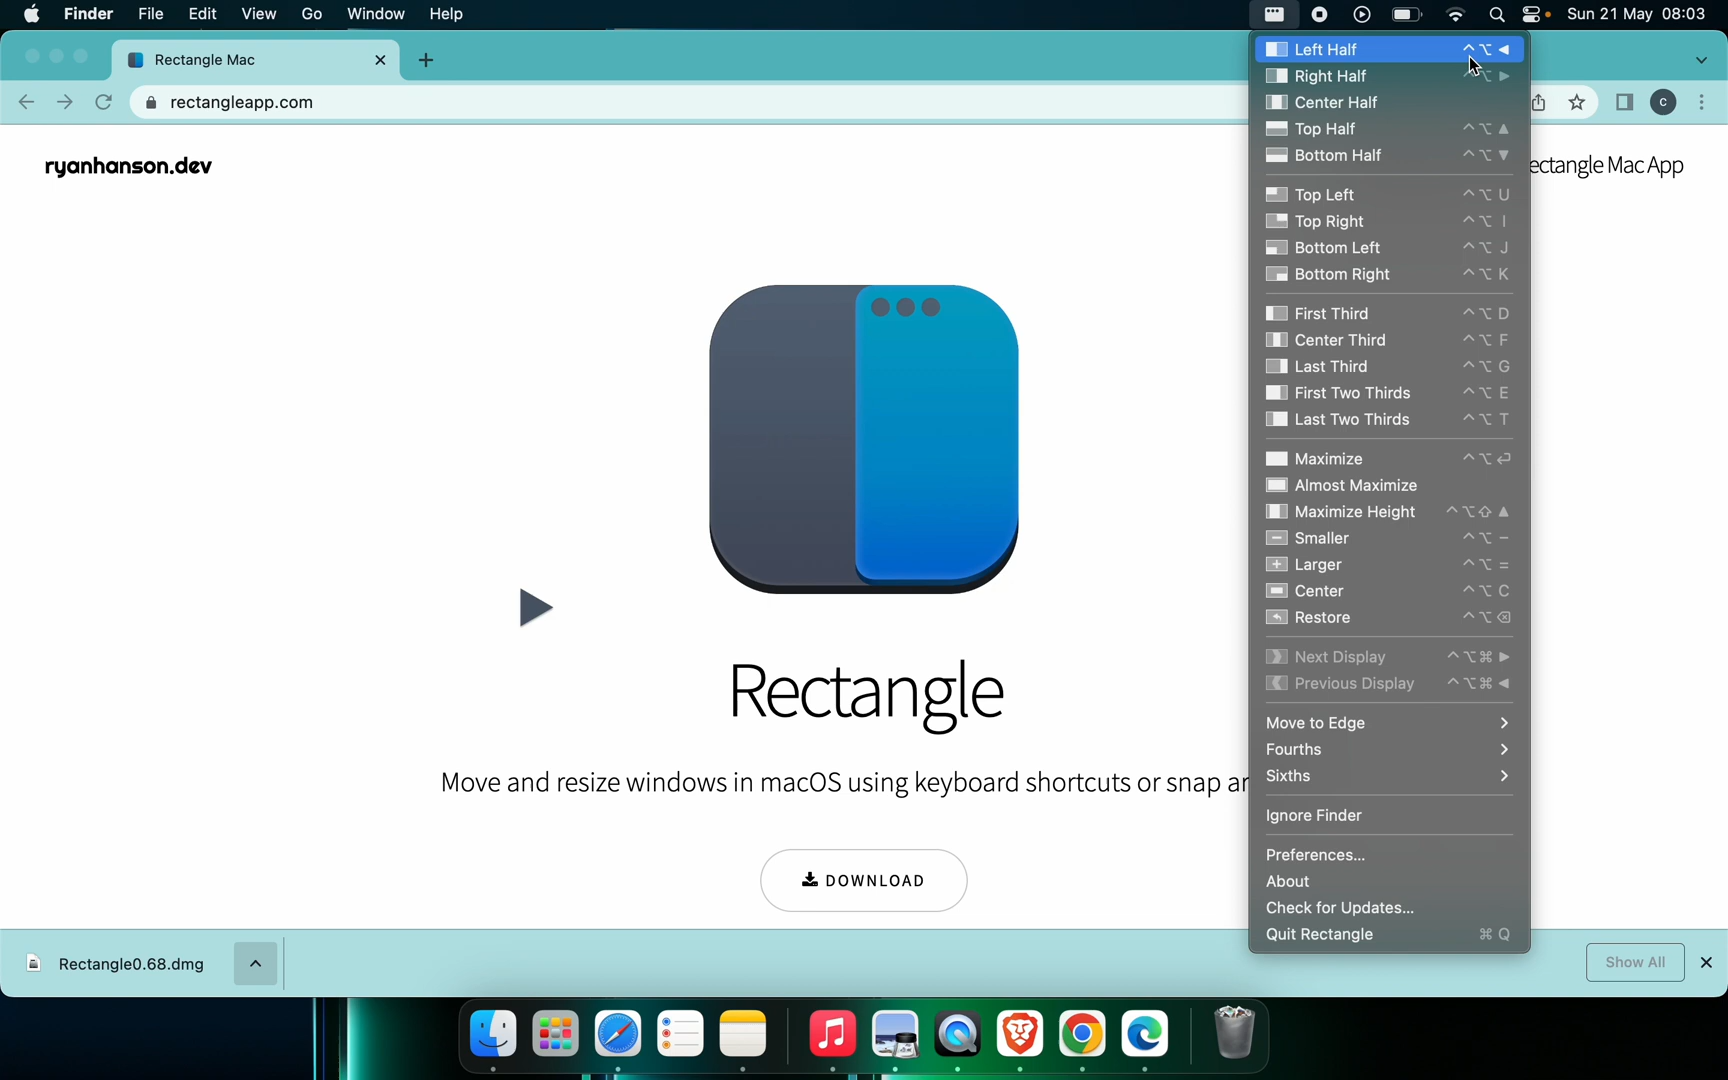 Finder File Edit View Go Window Help Sun 21 May 08:03
Rectangle Mac
rectangleapp.com
C
ryanhanson.dev
ectangle Mac App
Rectangle
Move and resize windows in macOS using keyboard shortcuts or snap ar
DOWNLOAD
Left Half ^⌥◀
Right Half ^⌥▶
Center Half
Top Half ^⌥▲
Bottom Half ^⌥▼
Top Left ^⌥U
Top Right ^⌥I
Bottom Left ^⌥J
Bottom Right ^⌥K
First Third ^⌥D
Center Third ^⌥F
Last Third ^⌥G
First Two Thirds ^⌥E
Last Two Thirds ^⌥T
Maximize ^⌥↩
Almost Maximize
Maximize Height ^⌥⇧▲
Smaller ^⌥-
Larger ^⌥=
Center ^⌥C
Restore ^⌥⌫
Next Display ^⌥⌘▶
Previous Display ^⌥⌘◀
Move to Edge >
Fourths >
Sixths >
Ignore Finder
Preferences...
About
Check for Updates...
Quit Rectangle ⌘Q
Rectangle0.68.dmg
Show All